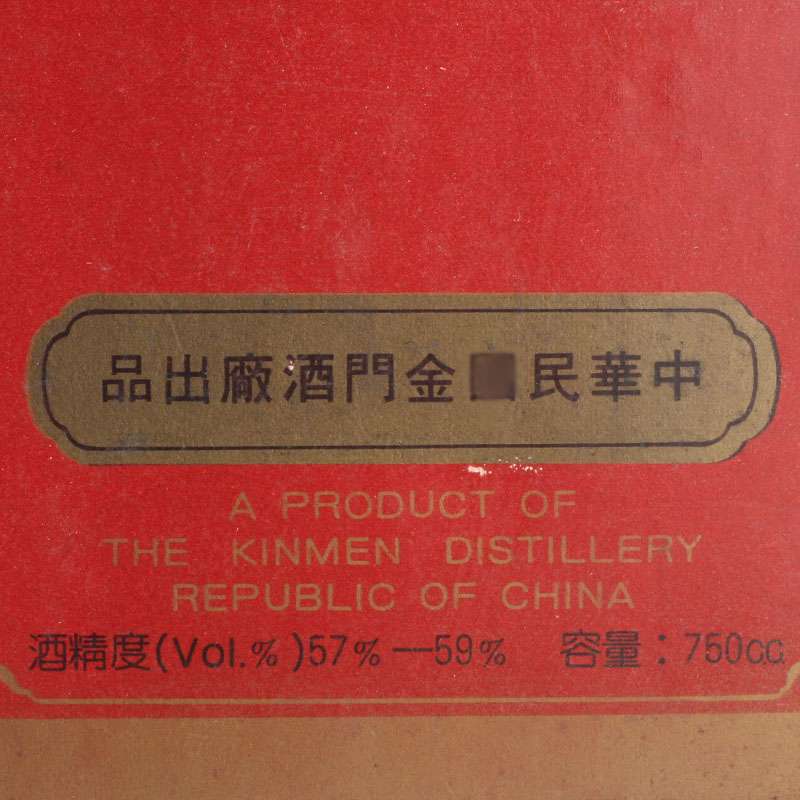 中華民金門酒廠出品
A PRODUCT OF
THE KINMEN DISTILLERY
REPUBLIC OF CHINA
酒精度(Vol.%)57%—59% 容量：750cc